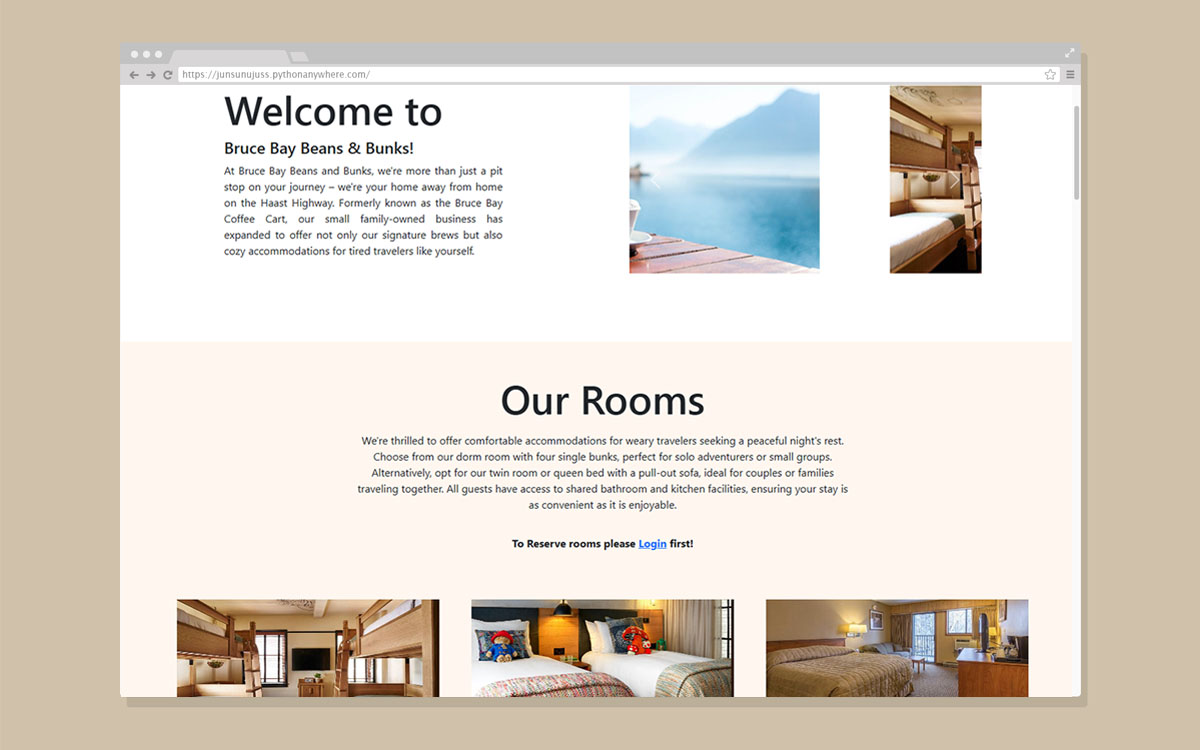 https://junsunujuss.pythonanywhere.com/
Welcome to
Bruce Bay Beans & Bunks!
At Bruce Bay Beans and Bunks, we're more than just a pit
stop on your journey – we're your home away from home
on the Haast Highway. Formerly known as the Bruce Bay
Coffee Cart, our small family-owned business has
expanded to offer not only our signature brews but also
cozy accommodations for tired travelers like yourself.
Our Rooms
We're thrilled to offer comfortable accommodations for weary travelers seeking a peaceful night's rest.
Choose from our dorm room with four single bunks, perfect for solo adventurers or small groups.
Alternatively, opt for our twin room or queen bed with a pull-out sofa, ideal for couples or families
traveling together. All guests have access to shared bathroom and kitchen facilities, ensuring your stay is
as convenient as it is enjoyable.
To Reserve rooms please Login first!